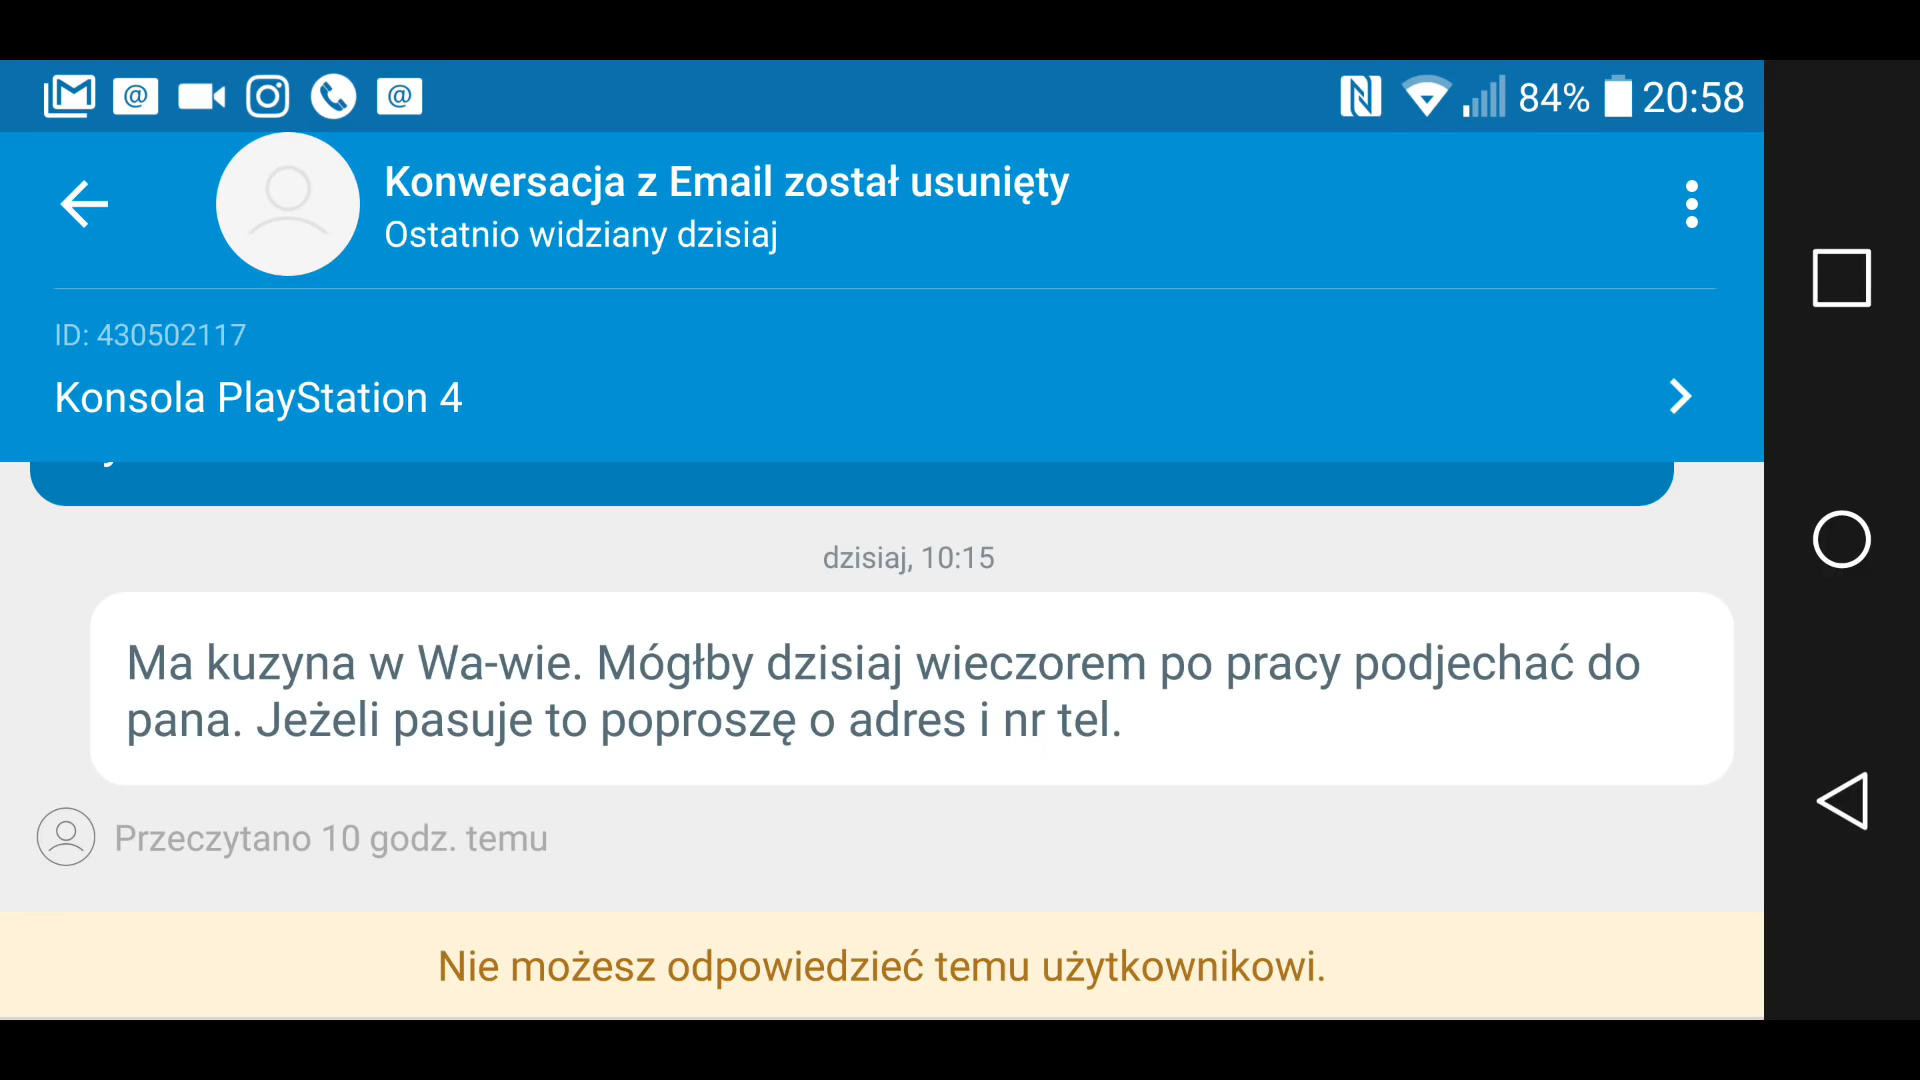 84% 20:58
Konwersacja z Email został usunięty
Ostatnio widziany dzisiaj
ID: 430502117
Konsola PlayStation 4
dzisiaj, 10:15
Ma kuzyna w Wa-wie. Mógłby dzisiaj wieczorem po pracy podjechać do
pana. Jeżeli pasuje to poproszę o adres i nr tel.
Przeczytano 10 godz. temu
Nie możesz odpowiedzieć temu użytkownikowi.